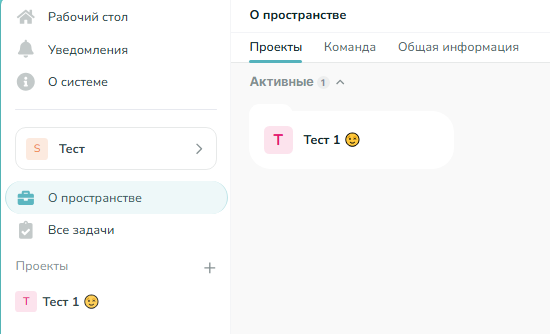 Рабочий стол
Уведомления
О системе
S Тест
О пространстве
Все задачи
Проекты
T Тест 1 😉
О пространстве
Проекты Команда Общая информация
Активные 1
T Тест 1 😉